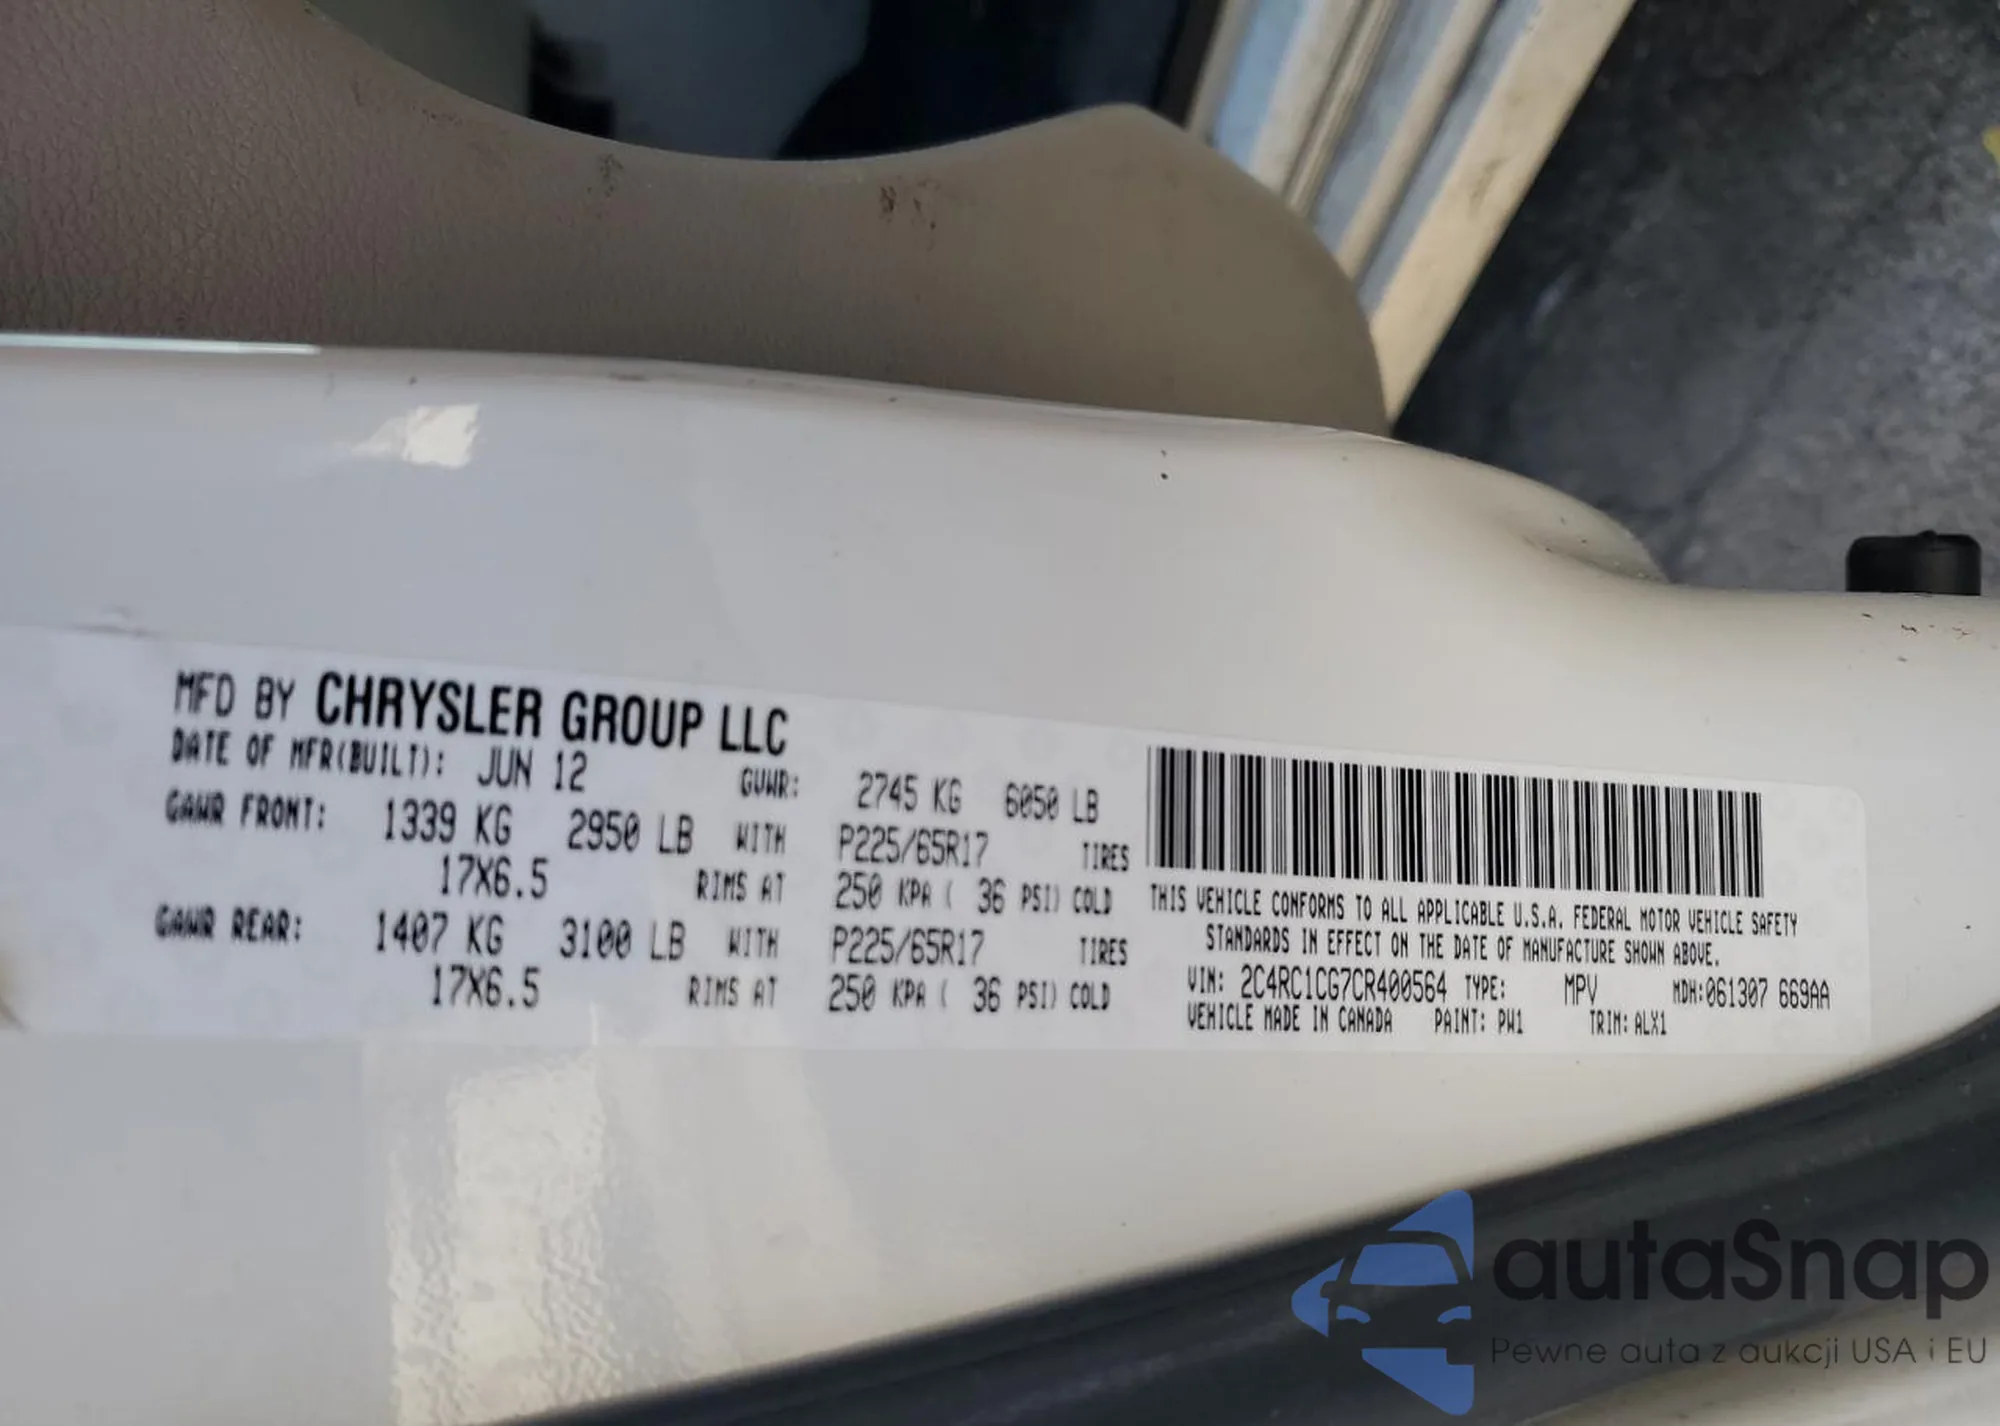 MFD BY CHRYSLER GROUP LLC
DATE OF MFR(BUILT): JUN 12 GVWR: 2745 KG 6050 LB
GAWR FRONT: 1339 KG 2950 LB WITH P225/65R17 TIRES
17X6.5 RIMS AT 250 KPA ( 36 PSI) COLD
GAWR REAR: 1407 KG 3100 LB WITH P225/65R17 TIRES
17X6.5 RIMS AT 250 KPA ( 36 PSI) COLD
THIS VEHICLE CONFORMS TO ALL APPLICABLE U.S.A. FEDERAL MOTOR VEHICLE SAFETY
STANDARDS IN EFFECT ON THE DATE OF MANUFACTURE SHOWN ABOVE.
VIN: 2C4RC1CG7CR400564 TYPE: MPV MDH:061307 669AA
VEHICLE MADE IN CANADA PAINT: PW1 TRIM: ALX1
autaSnap
Pewne auta z aukcji USA i EU